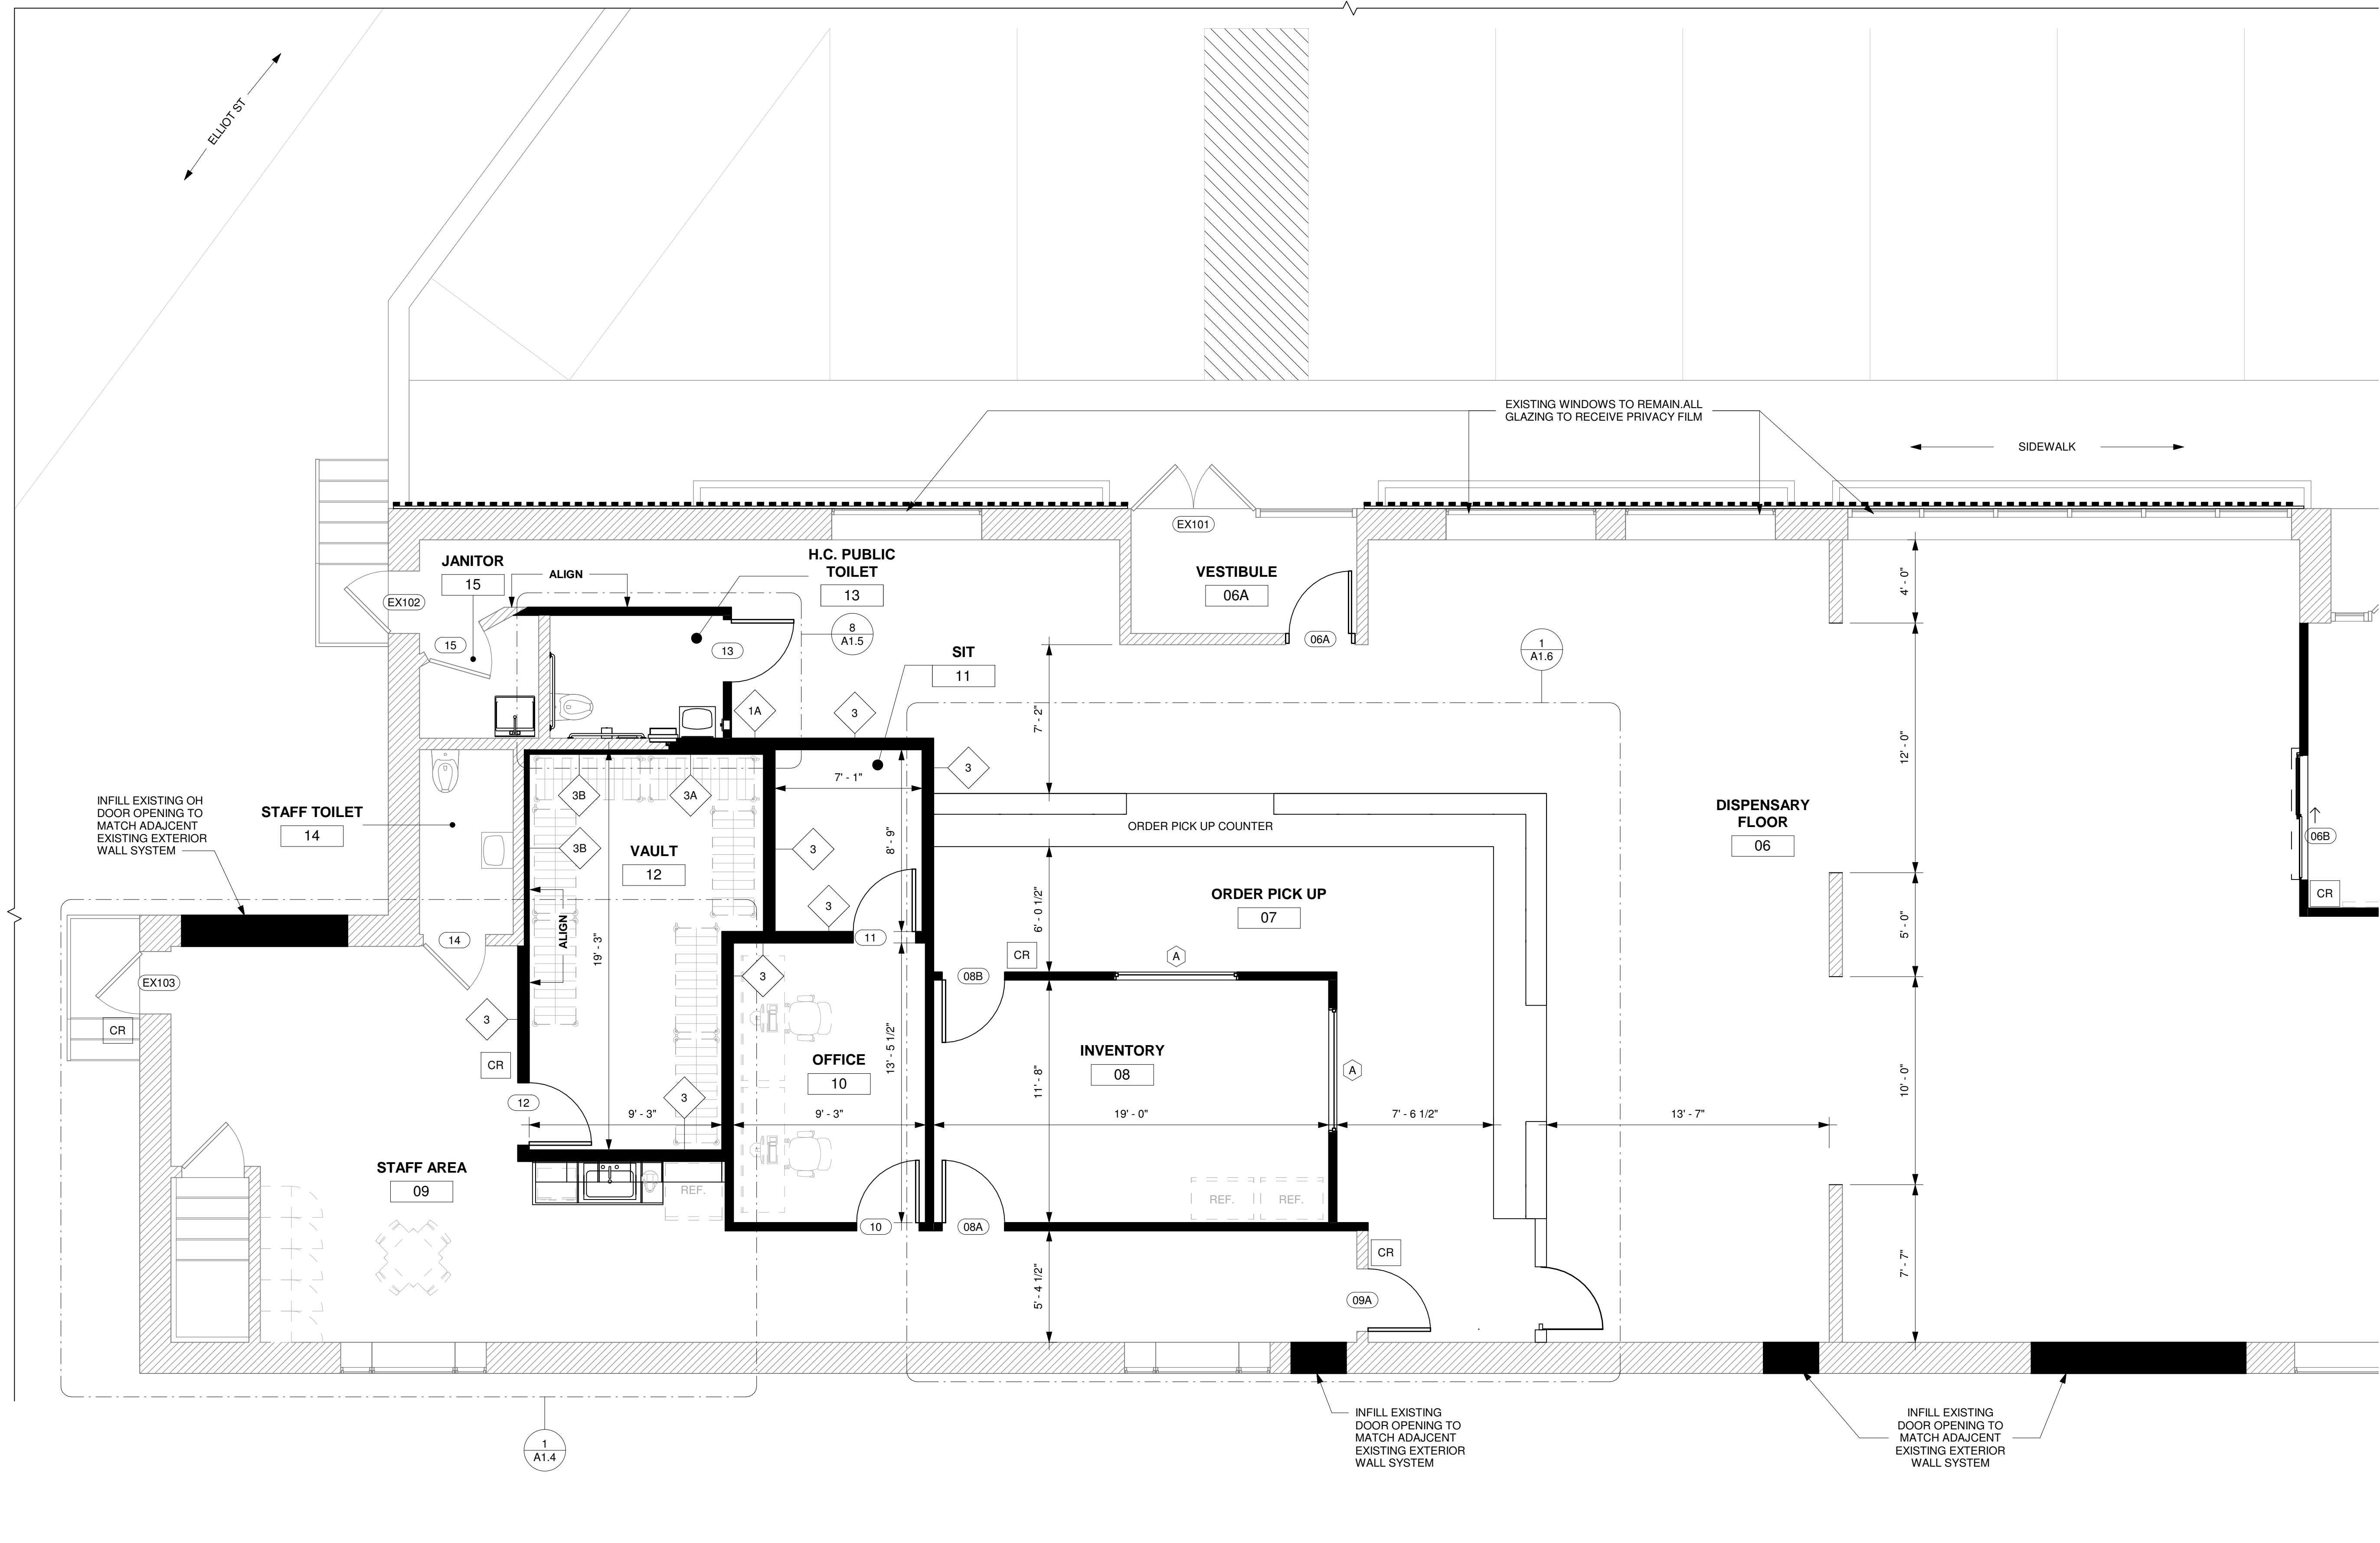 ELLIOT ST
EXISTING WINDOWS TO REMAIN.ALL
GLAZING TO RECEIVE PRIVACY FILM
SIDEWALK
EX101
JANITOR
15
ALIGN
H.C. PUBLIC
TOILET
13
VESTIBULE
06A
4' - 0"
EX102
8
A1.5
15
13
06A
1
A1.6
SIT
11
1A
3
7' - 2"
12' - 0"
3
7' - 1"
3B
3A
INFILL EXISTING OH
DOOR OPENING TO
MATCH ADAJCENT
EXISTING EXTERIOR
WALL SYSTEM
STAFF TOILET
14
3B
VAULT
12
3
8' - 9"
ORDER PICK UP COUNTER
DISPENSARY
FLOOR
06
06B
CR
3
ORDER PICK UP
07
6' - 0 1/2"
5' - 0"
ALIGN
19' - 3"
14
11
CR
A
EX103
3
08B
CR
3
CR
13' - 5 1/2"
OFFICE
10
INVENTORY
08
11' - 8"
A
10' - 0"
12
3
9' - 3"
9' - 3"
19' - 0"
7' - 6 1/2"
13' - 7"
STAFF AREA
09
REF.
REF.
REF.
10
08A
CR
5' - 4 1/2"
7' - 7"
09A
INFILL EXISTING
DOOR OPENING TO
MATCH ADAJCENT
EXISTING EXTERIOR
WALL SYSTEM
INFILL EXISTING
DOOR OPENING TO
MATCH ADAJCENT
EXISTING EXTERIOR
WALL SYSTEM
1
A1.4